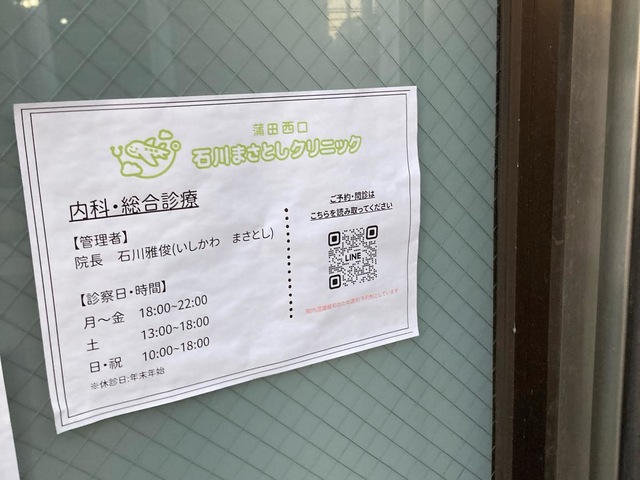 蒲田西口
石川まさとしクリニック
内科・総合診療
【管理者】
院長 石川雅俊(いしかわ まさとし)
【診察日・時間】
月〜金 18:00~22:00
土 13:00~18:00
日・祝 10:00~18:00
※休診日:年末年始
ご予約・問診は
こちらを読み取ってください
LINE